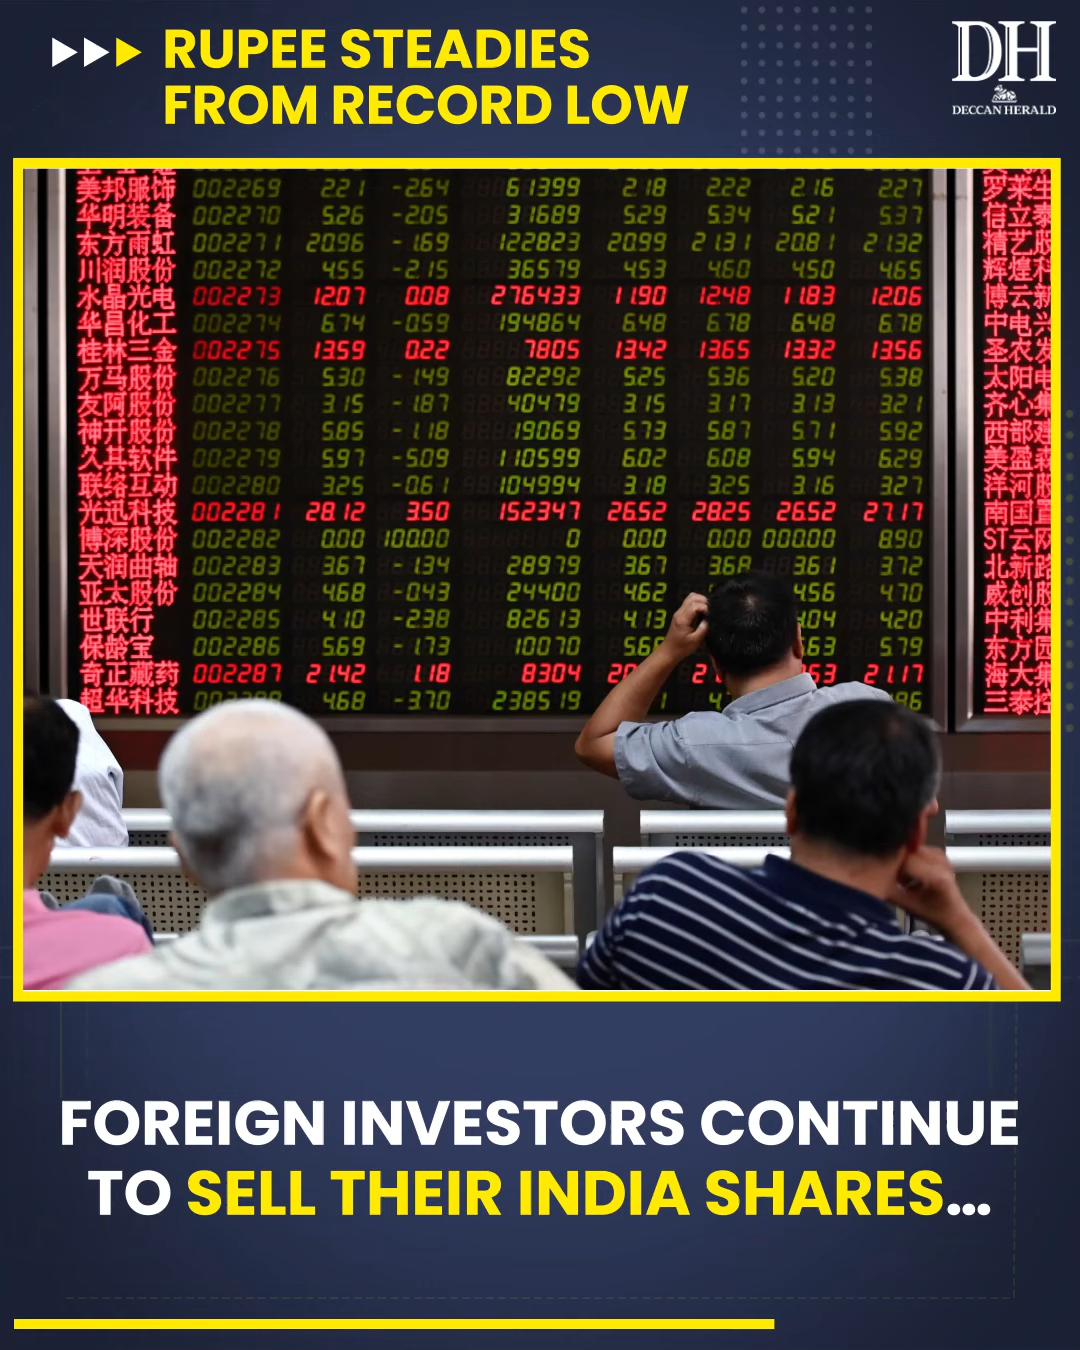 RUPEE STEADIES
FROM RECORD LOW
DH
DECCAN HERALD
美邦服饰 002269 2.21 -2.64 61399 2.18 2.22 2.16 2.27
华明装备 002270 5.26 -2.05 31689 5.29 5.34 5.21 5.37
东方雨虹 002271 20.96 -1.69 122823 20.99 21.31 20.81 21.32
川润股份 002272 4.55 -2.15 36579 4.53 4.60 4.50 4.65
水晶光电 002273 12.07 0.08 276433 11.90 12.48 11.83 12.06
华昌化工 002274 6.74 -0.59 194864 6.48 6.78 6.48 6.78
桂林三金 002275 13.59 0.22 7805 13.42 13.65 13.32 13.56
万马股份 002276 5.30 -1.49 82292 5.25 5.36 5.20 5.38
友阿股份 002277 3.15 -1.87 40479 3.15 3.17 3.13 3.21
神开股份 002278 5.85 -1.18 19069 5.73 5.87 5.71 5.92
久其软件 002279 5.97 -5.09 110599 6.02 6.08 5.94 6.29
联络互动 002280 3.25 -0.61 104994 3.18 3.25 3.16 3.27
光迅科技 002281 28.12 3.50 152347 26.52 28.25 26.52 27.17
博深股份 002282 0.00 100.00 0 0.00 0.00 000.00 8.90
天润曲轴 002283 3.67 -1.34 28979 3.67 3.68 3.61 3.72
亚太股份 002284 4.68 -0.43 24400 4.62 4.56 4.70
世联行 002285 4.10 -2.38 82613 4.13 4.20
保龄宝 002286 5.69 -1.73 10070 5.79
奇正藏药 002287 21.42 1.18 8304 21.17
超华科技 4.68 -3.70 238519
罗莱生
信立泰
精艺股
辉煌科
博云新
中电兴
圣农发
太阳电
齐心集
西部建
美盈森
洋河股
南国置
ST云网
北新路
威创股
中利集
东方园
海大集
三泰控
FOREIGN INVESTORS CONTINUE
TO SELL THEIR INDIA SHARES...